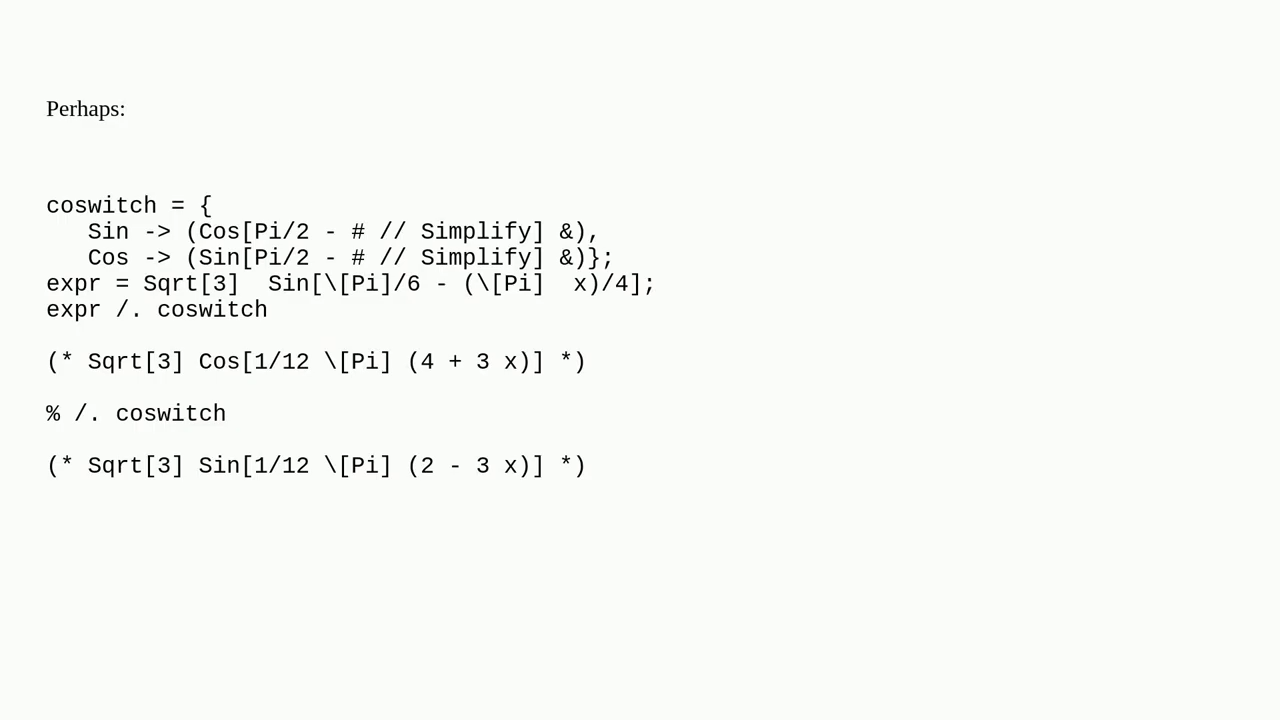 Perhaps:
coswitch = {
   Sin -> (Cos[Pi/2 - # // Simplify] &),
   Cos -> (Sin[Pi/2 - # // Simplify] &)};
expr = Sqrt[3]  Sin[\[Pi]/6 - (\[Pi]  x)/4];
expr /. coswitch
(* Sqrt[3] Cos[1/12 \[Pi] (4 + 3 x)] *)
% /. coswitch
(* Sqrt[3] Sin[1/12 \[Pi] (2 - 3 x)] *)